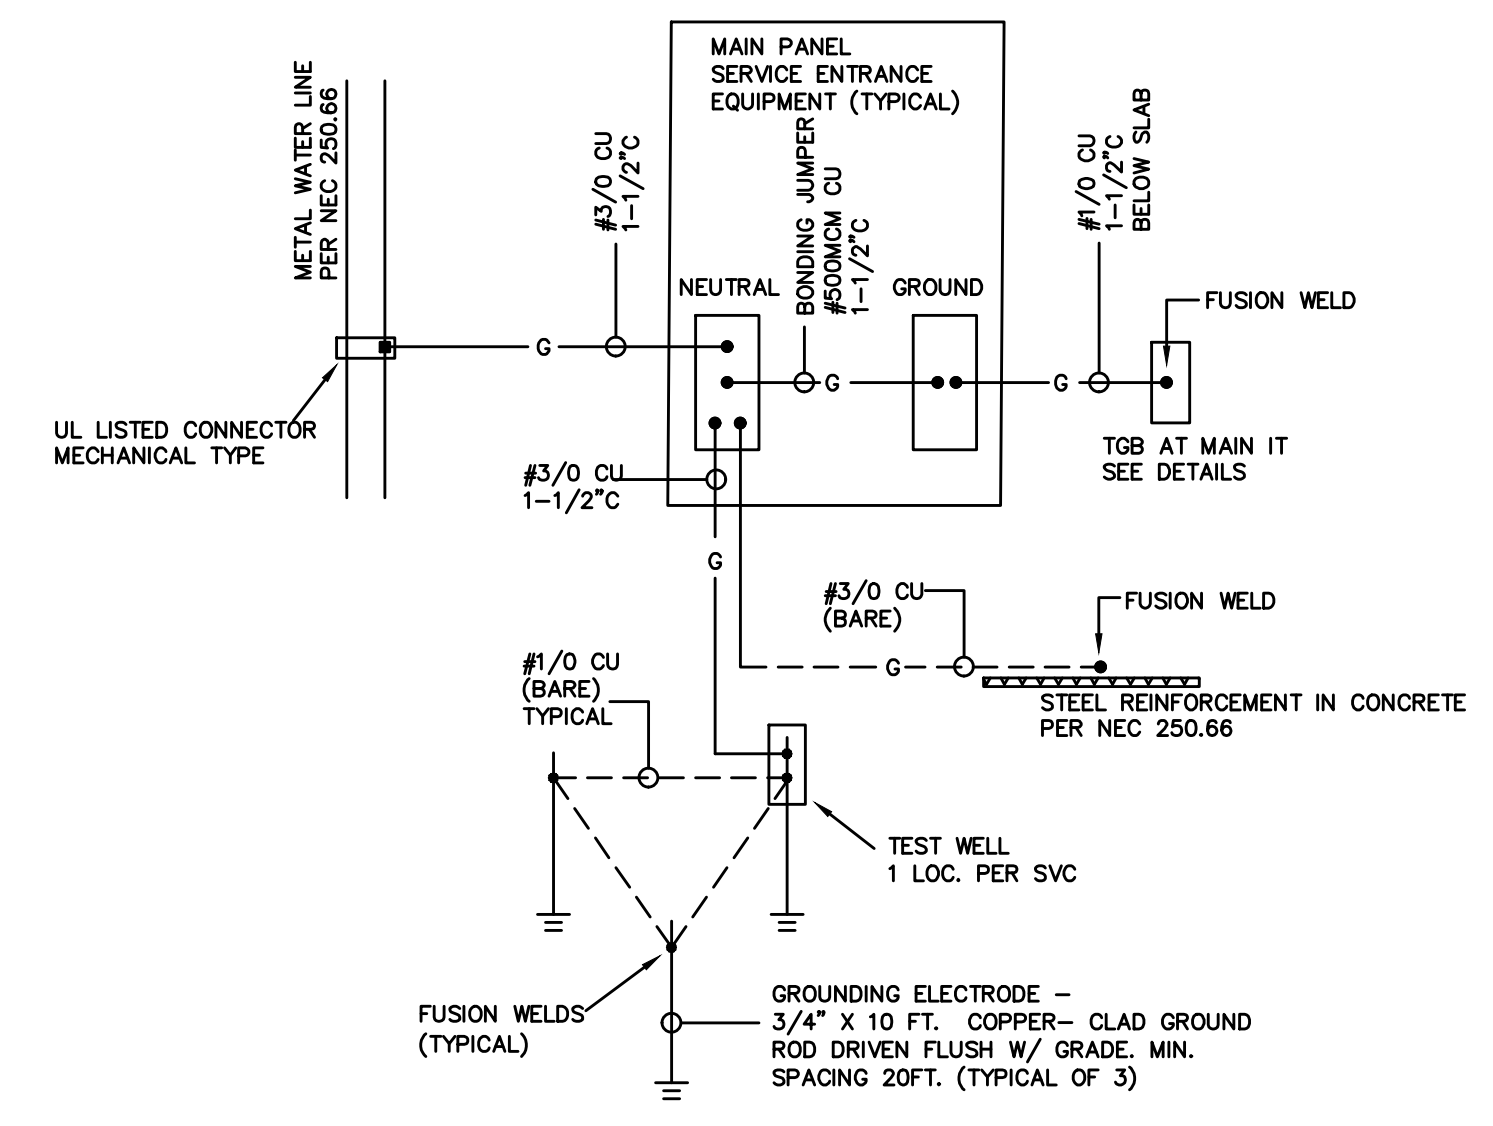 MAIN PANEL
SERVICE ENTRANCE
EQUIPMENT (TYPICAL)
METAL WATER LINE
PER NEC 250.66
#3/0 CU
1-1/2"C
BONDING JUMPER
#500MCM CU
1-1/2"C
#1/0 CU
1-1/2"C
BELOW SLAB
NEUTRAL
GROUND
FUSION WELD
G
G
G
UL LISTED CONNECTOR
MECHANICAL TYPE
TGB AT MAIN IT
SEE DETAILS
#3/0 CU
1-1/2"C
G
#3/0 CU
(BARE)
FUSION WELD
G
#1/0 CU
(BARE)
TYPICAL
STEEL REINFORCEMENT IN CONCRETE
PER NEC 250.66
TEST WELL
1 LOC. PER SVC
FUSION WELDS
(TYPICAL)
GROUNDING ELECTRODE -
3/4" X 10 FT. COPPER- CLAD GROUND
ROD DRIVEN FLUSH W/ GRADE. MIN.
SPACING 20FT. (TYPICAL OF 3)